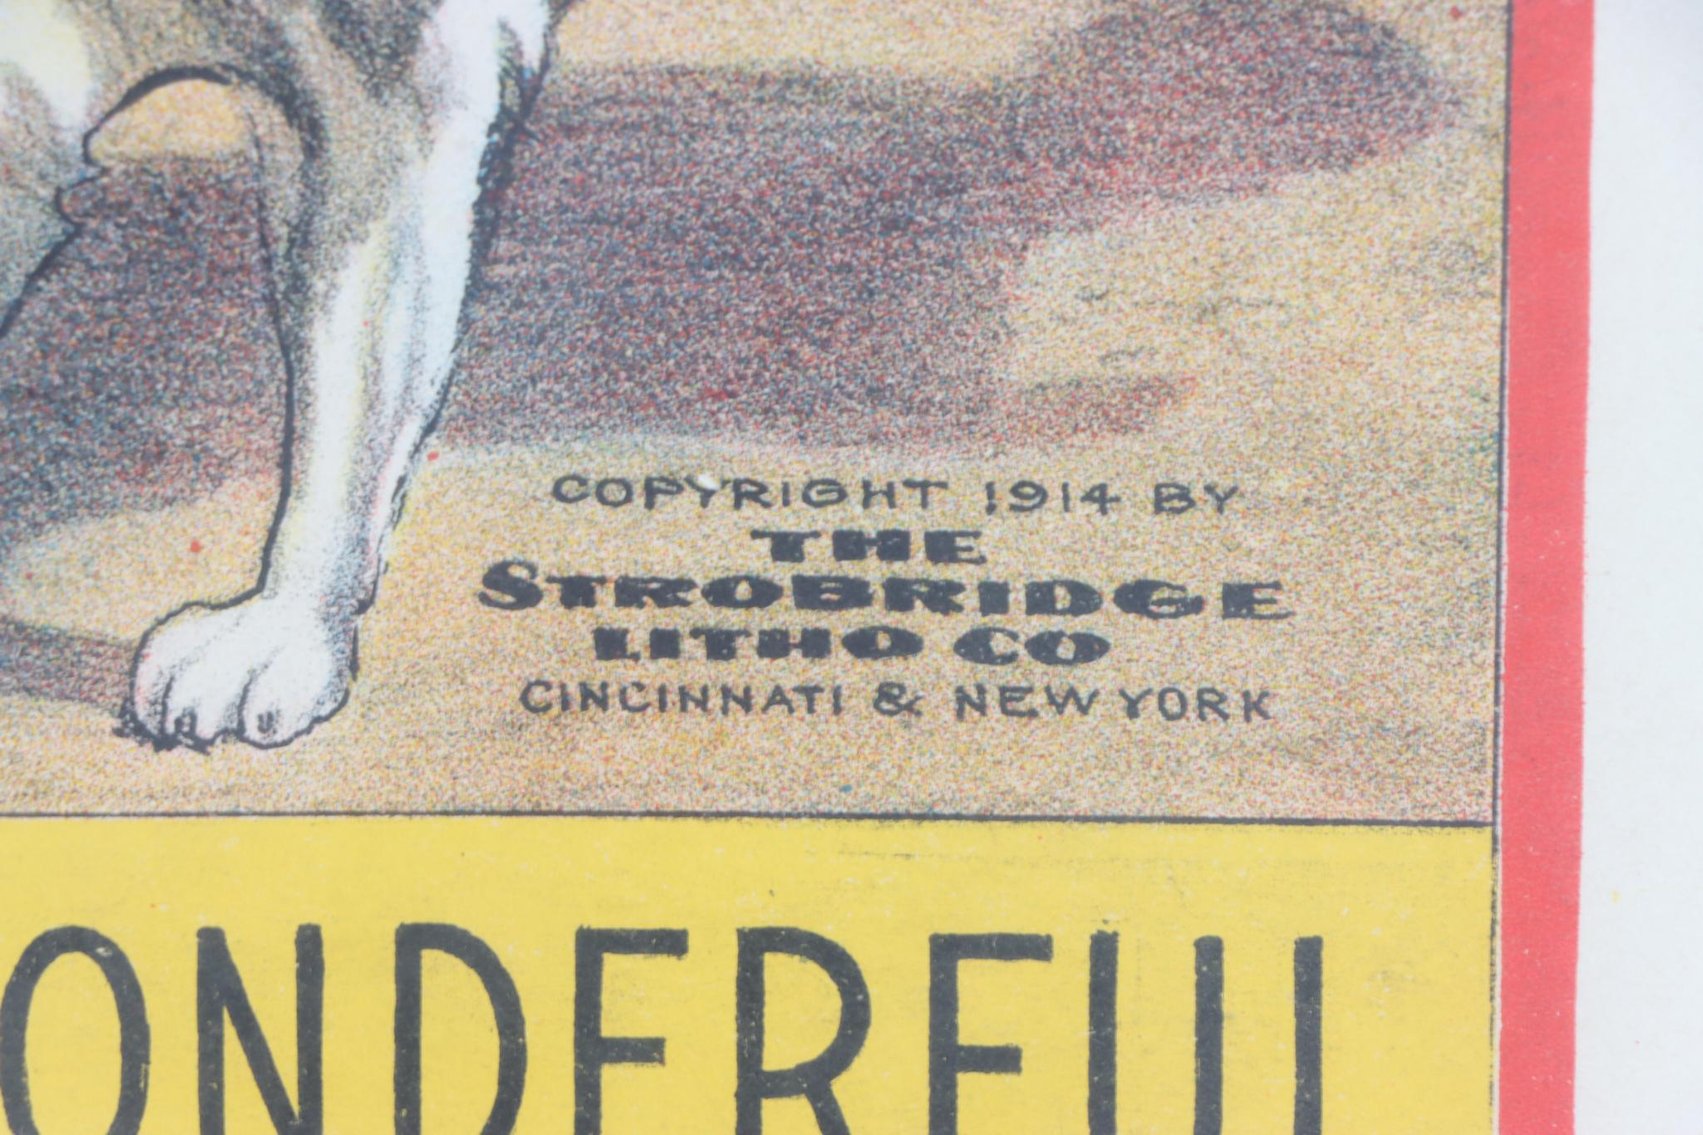 COPYRIGHT 1914 BY
THE
STROBRIDGE
LITHO CO
CINCINNATI & NEW YORK
ONDERFUL